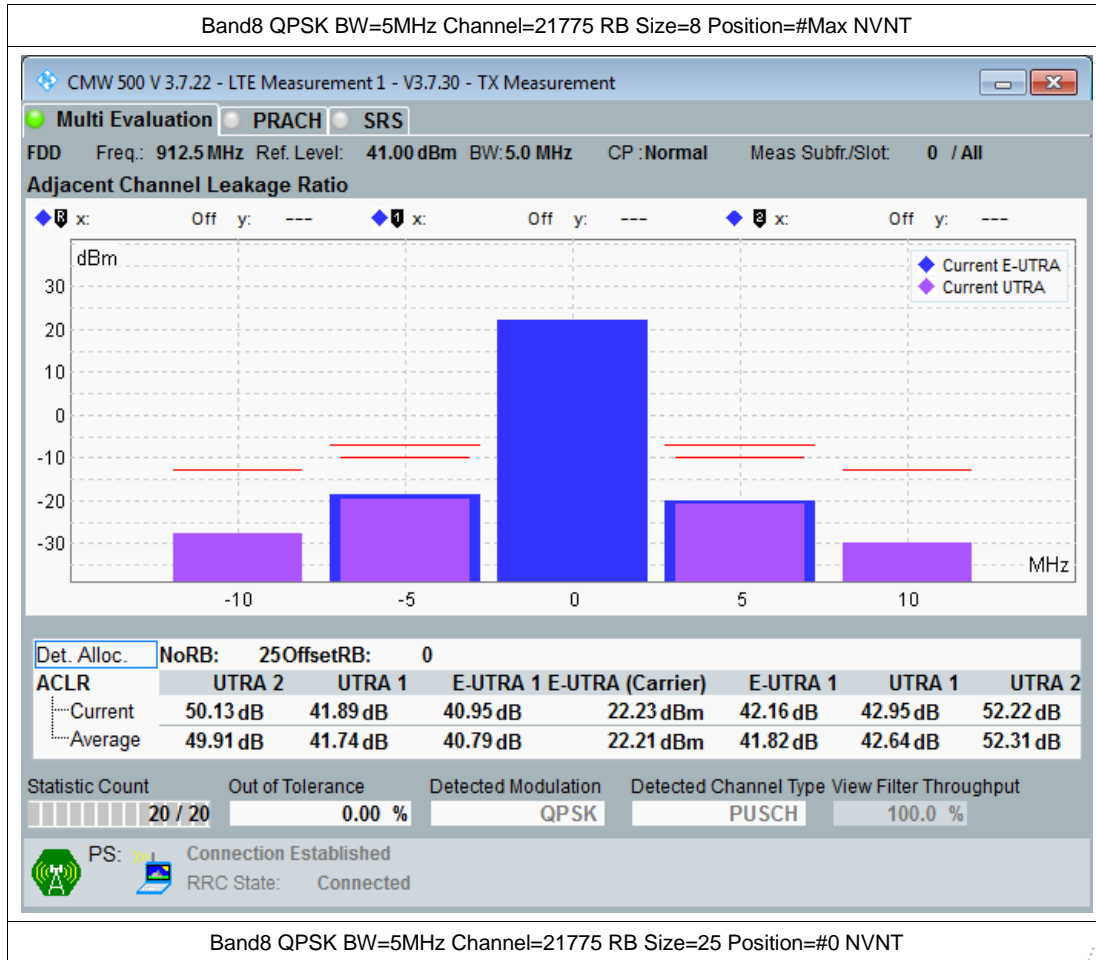 Band8 QPSK BW=5MHz Channel=21775 RB Size=8 Position=#Max NVNT
CMW 500 V 3.7.22 - LTE Measurement 1 - V3.7.30 - TX Measurement
Multi Evaluation PRACH SRS
FDD Freq.: 912.5 MHz Ref. Level: 41.00 dBm BW: 5.0 MHz CP : Normal Meas Subfr./Slot: 0 / All
Adjacent Channel Leakage Ratio
R x: Off y: --- 1 x: Off y: --- 2 x: Off y: ---
dBm
Current E-UTRA
Current UTRA
30
20
10
0
-10
-20
-30
MHz
-10 -5 0 5 10
Det. Alloc. NoRB: 25 OffsetRB: 0
ACLR UTRA 2 UTRA 1 E-UTRA 1 E-UTRA (Carrier) E-UTRA 1 UTRA 1 UTRA 2
Current 50.13 dB 41.89 dB 40.95 dB 22.23 dBm 42.16 dB 42.95 dB 52.22 dB
Average 49.91 dB 41.74 dB 40.79 dB 22.21 dBm 41.82 dB 42.64 dB 52.31 dB
Statistic Count Out of Tolerance Detected Modulation Detected Channel Type View Filter Throughput
20 / 20 0.00 % QPSK PUSCH 100.0 %
PS: Connection Established
RRC State: Connected
Band8 QPSK BW=5MHz Channel=21775 RB Size=25 Position=#0 NVNT